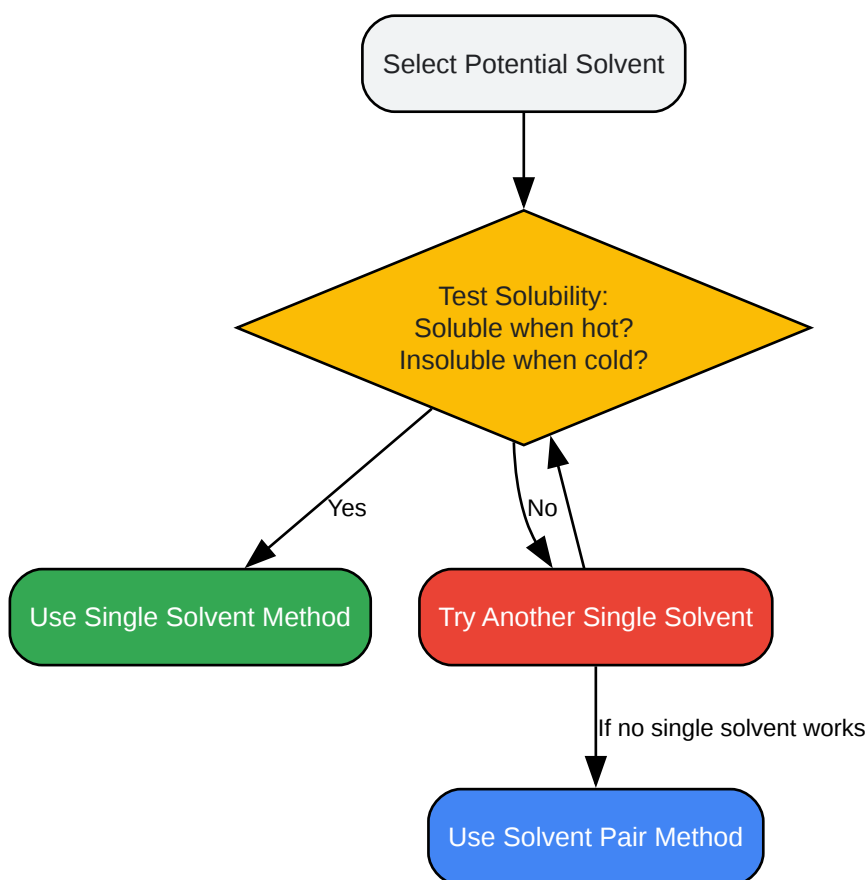 Select Potential Solvent
Test Solubility:
Soluble when hot?
Insoluble when cold?
Yes
No
Use Single Solvent Method
Try Another Single Solvent
If no single solvent works
Use Solvent Pair Method